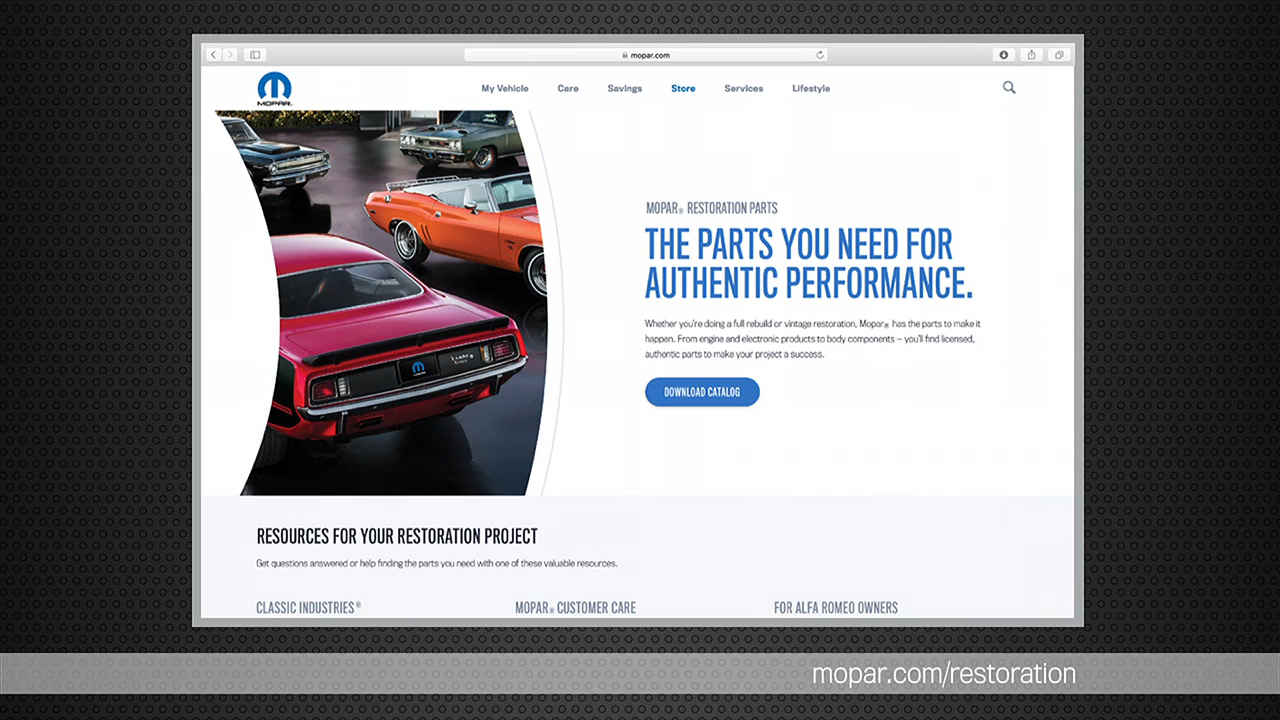 mopar.com
MOPAR®
My Vehicle Care Savings Store Services Lifestyle
MOPAR® RESTORATION PARTS
THE PARTS YOU NEED FOR
AUTHENTIC PERFORMANCE.
Whether you're doing a full rebuild or vintage restoration, Mopar® has the parts to make it
happen. From engine and electronic products to body components – you'll find licensed,
authentic parts to make your project a success.
DOWNLOAD CATALOG
RESOURCES FOR YOUR RESTORATION PROJECT
Get questions answered or help finding the parts you need with one of these valuable resources.
CLASSIC INDUSTRIES® MOPAR® CUSTOMER CARE FOR ALFA ROMEO OWNERS
mopar.com/restoration